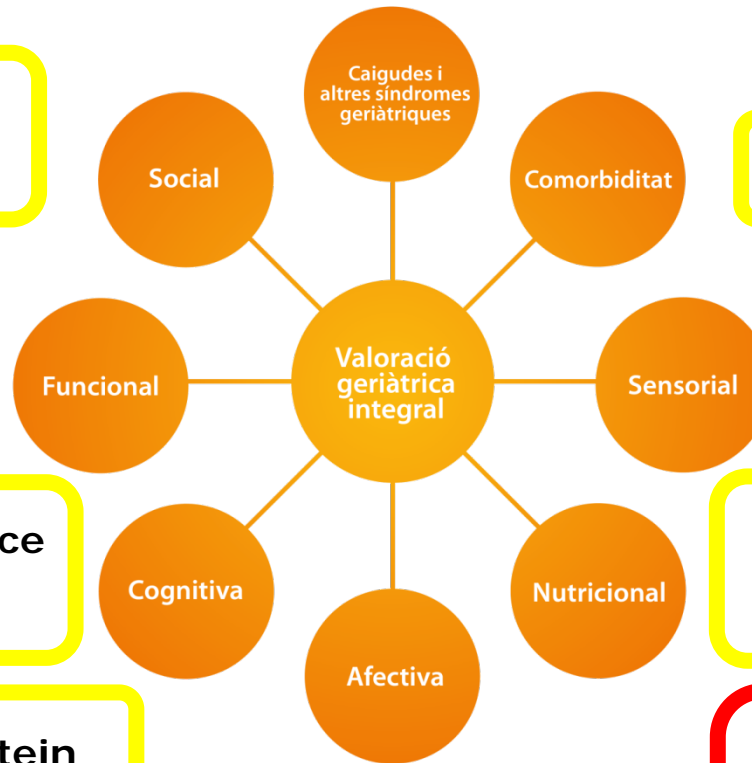 Caigudes i
altres síndromes
geriàtriques
Social
Comorbiditat
Valoració
geriàtrica
integral
Funcional
Sensorial
Cognitiva
Nutricional
Afectiva